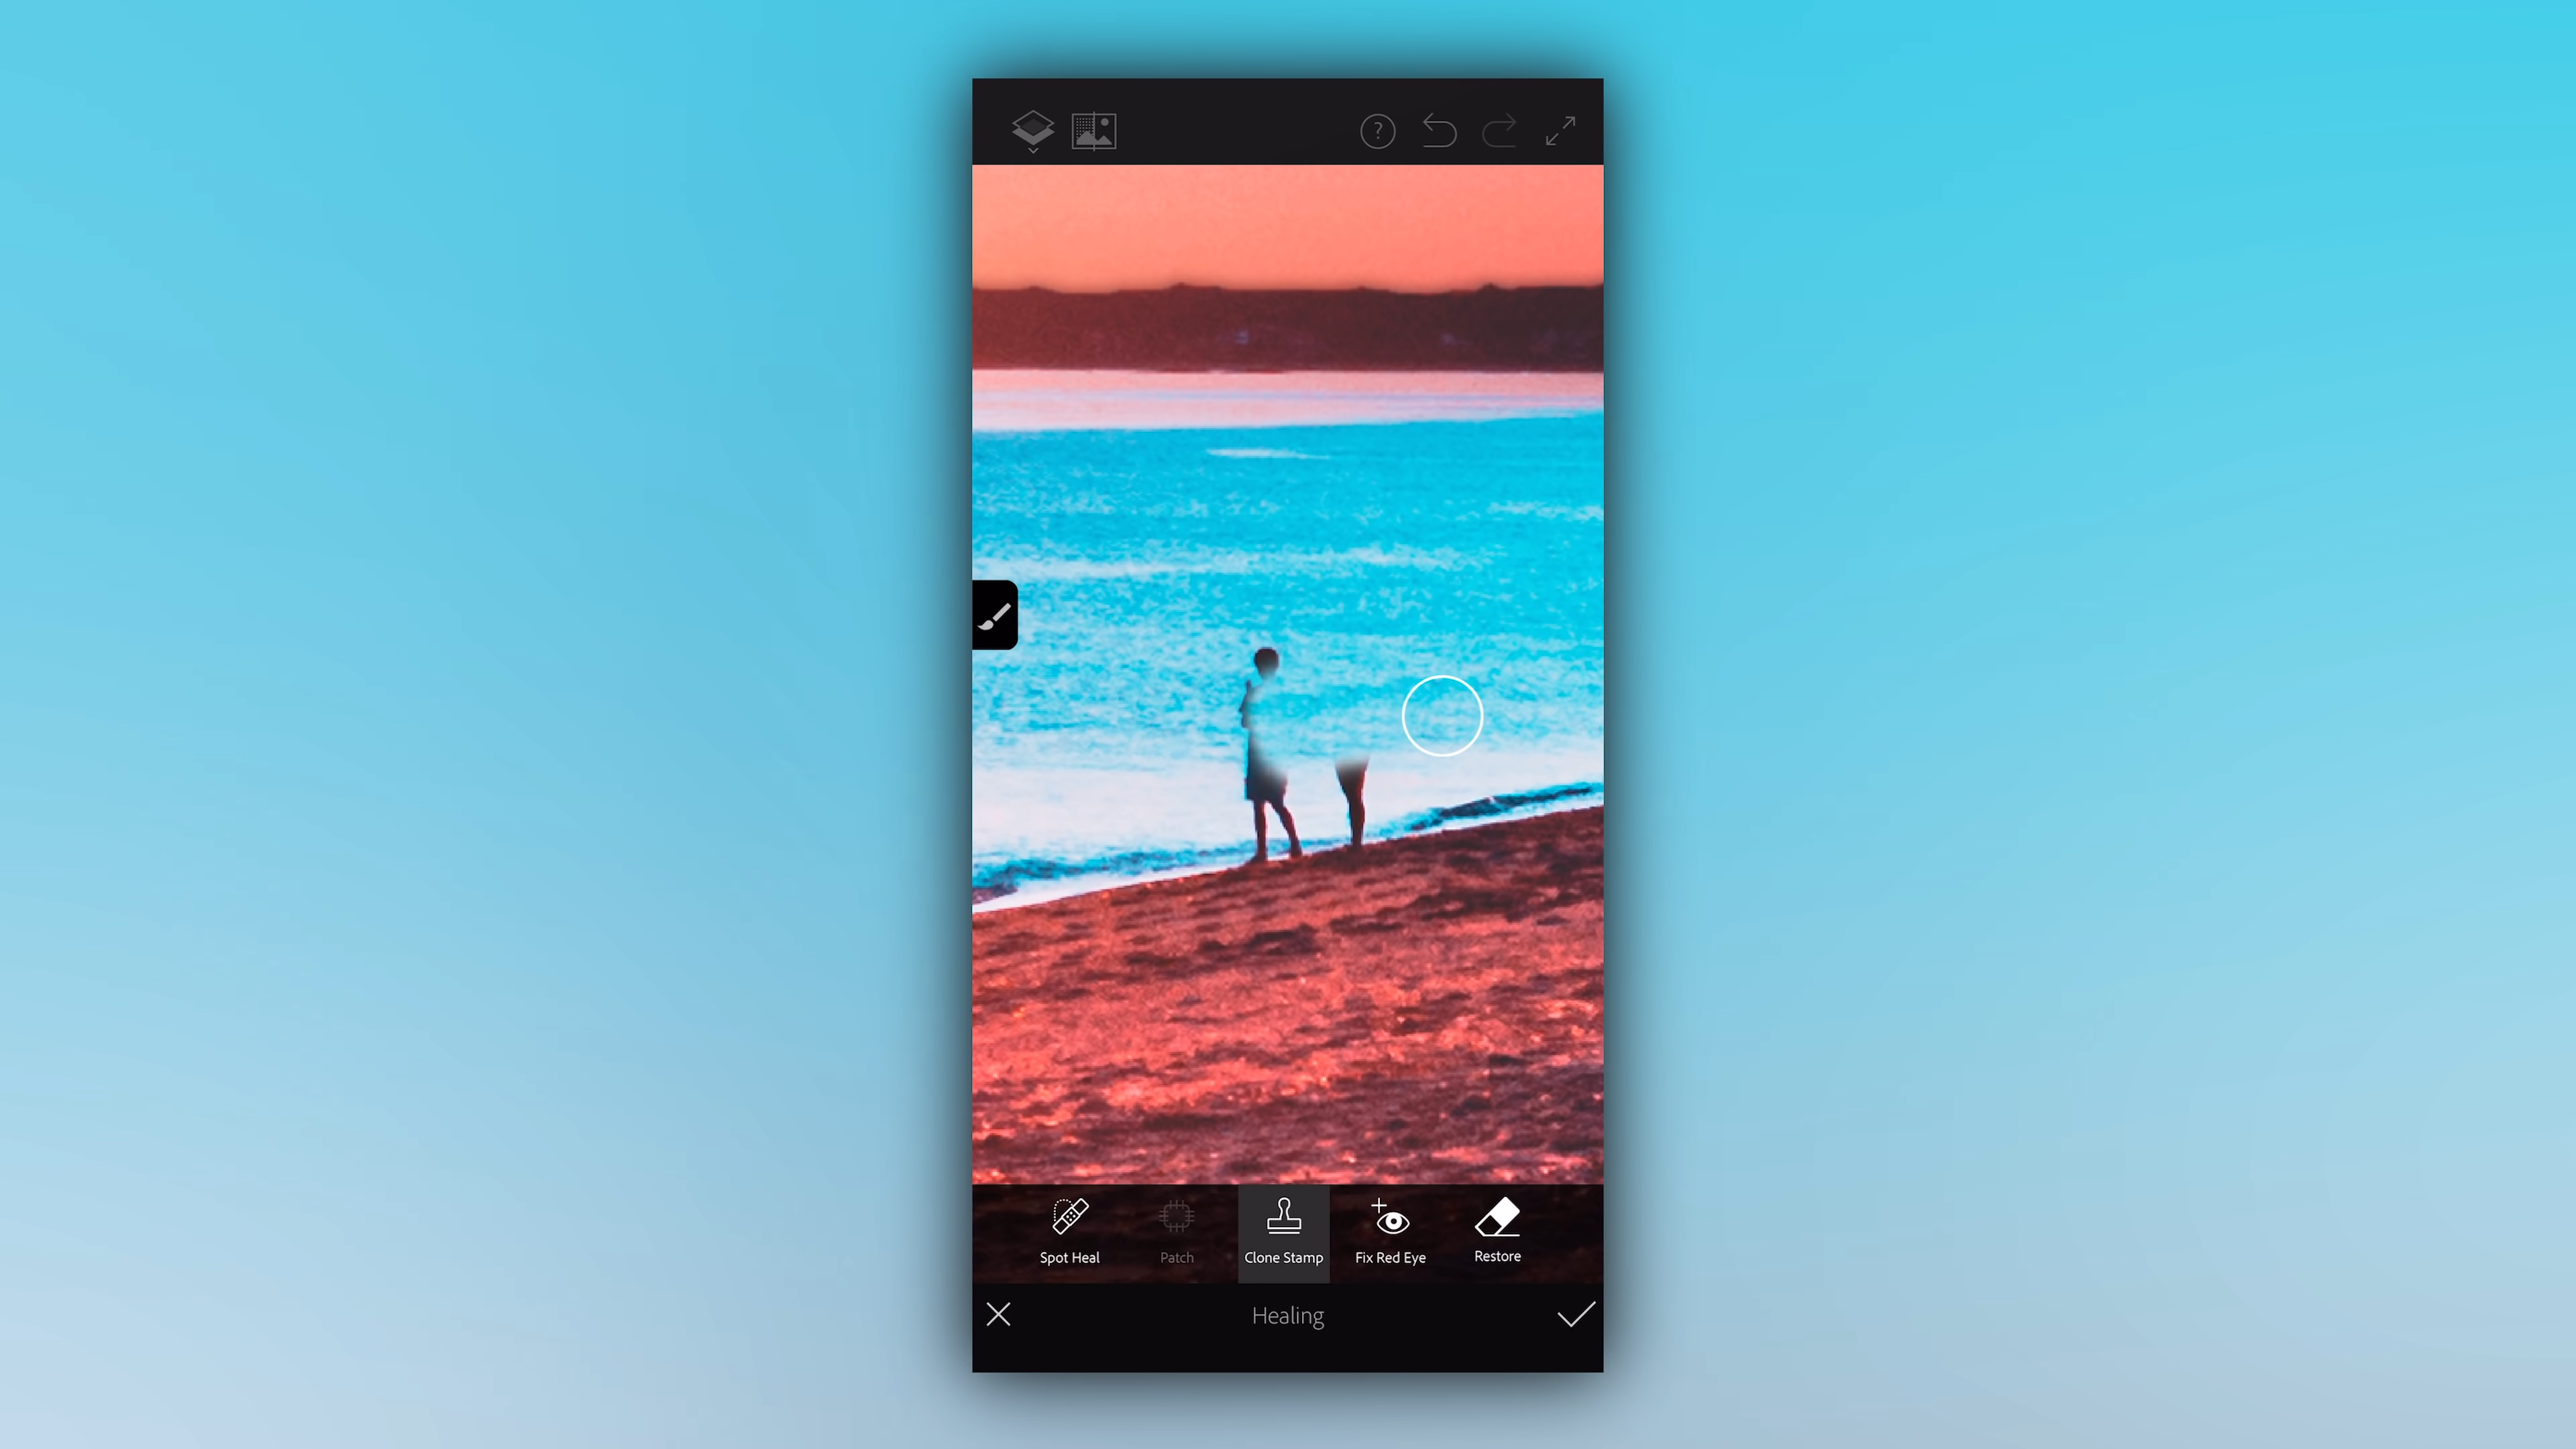 ?
Spot Heal
Patch
Clone Stamp
Fix Red Eye
Restore
Healing